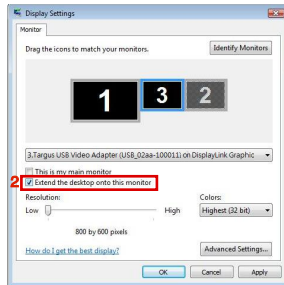 Display Settings
Monitor
Drag the icons to match your monitors.
Identify Monitors
1
3
2
3.Targus USB Video Adapter (USB_02aa-100011) on DisplayLink Graphic
This is my main monitor
2
Extend the desktop onto this monitor
Resolution:
Colors:
Low
High
Highest (32 bit)
800 by 600 pixels
How do I get the best display?
Advanced Settings...
OK
Cancel
Apply